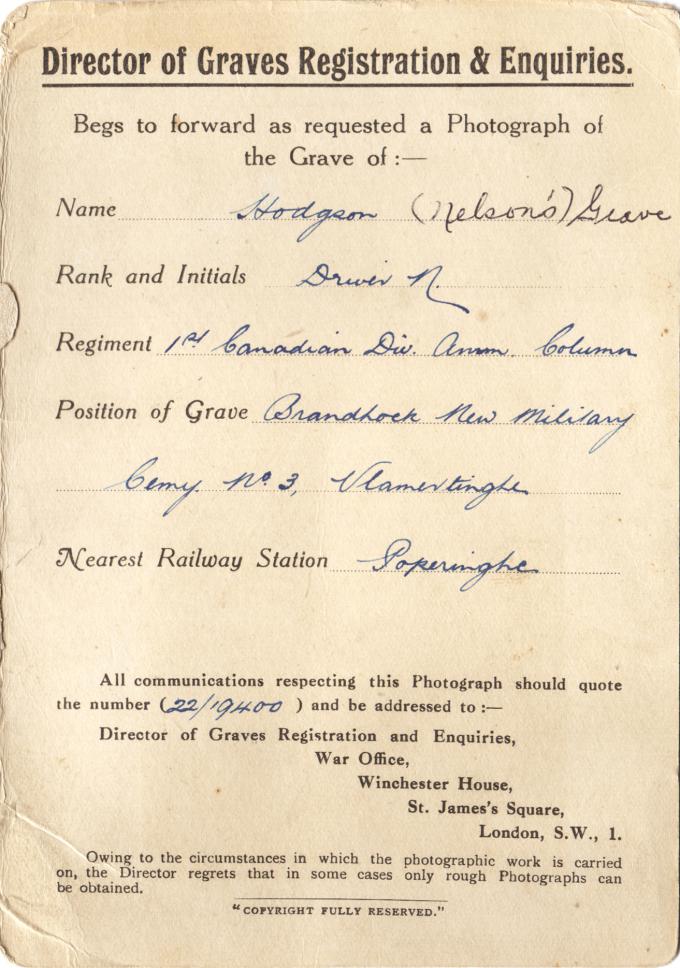 Director of Graves Registration & Enquiries.
Begs to forward as requested a Photograph of
the Grave of :—
Name Hodgson (Nelson's) Grave
Rank and Initials Driver N.
Regiment 1st Canadian Div. Amm. Column
Position of Grave Brandhoek New Military
Cemy. No. 3, Vlamertinghe
Nearest Railway Station Poperinghe
All communications respecting this Photograph should quote
the number (22/19400 ) and be addressed to :—
Director of Graves Registration and Enquiries,
War Office,
Winchester House,
St. James's Square,
London, S.W., 1.
Owing to the circumstances in which the photographic work is carried
on, the Director regrets that in some cases only rough Photographs can
be obtained.
"COPYRIGHT FULLY RESERVED."